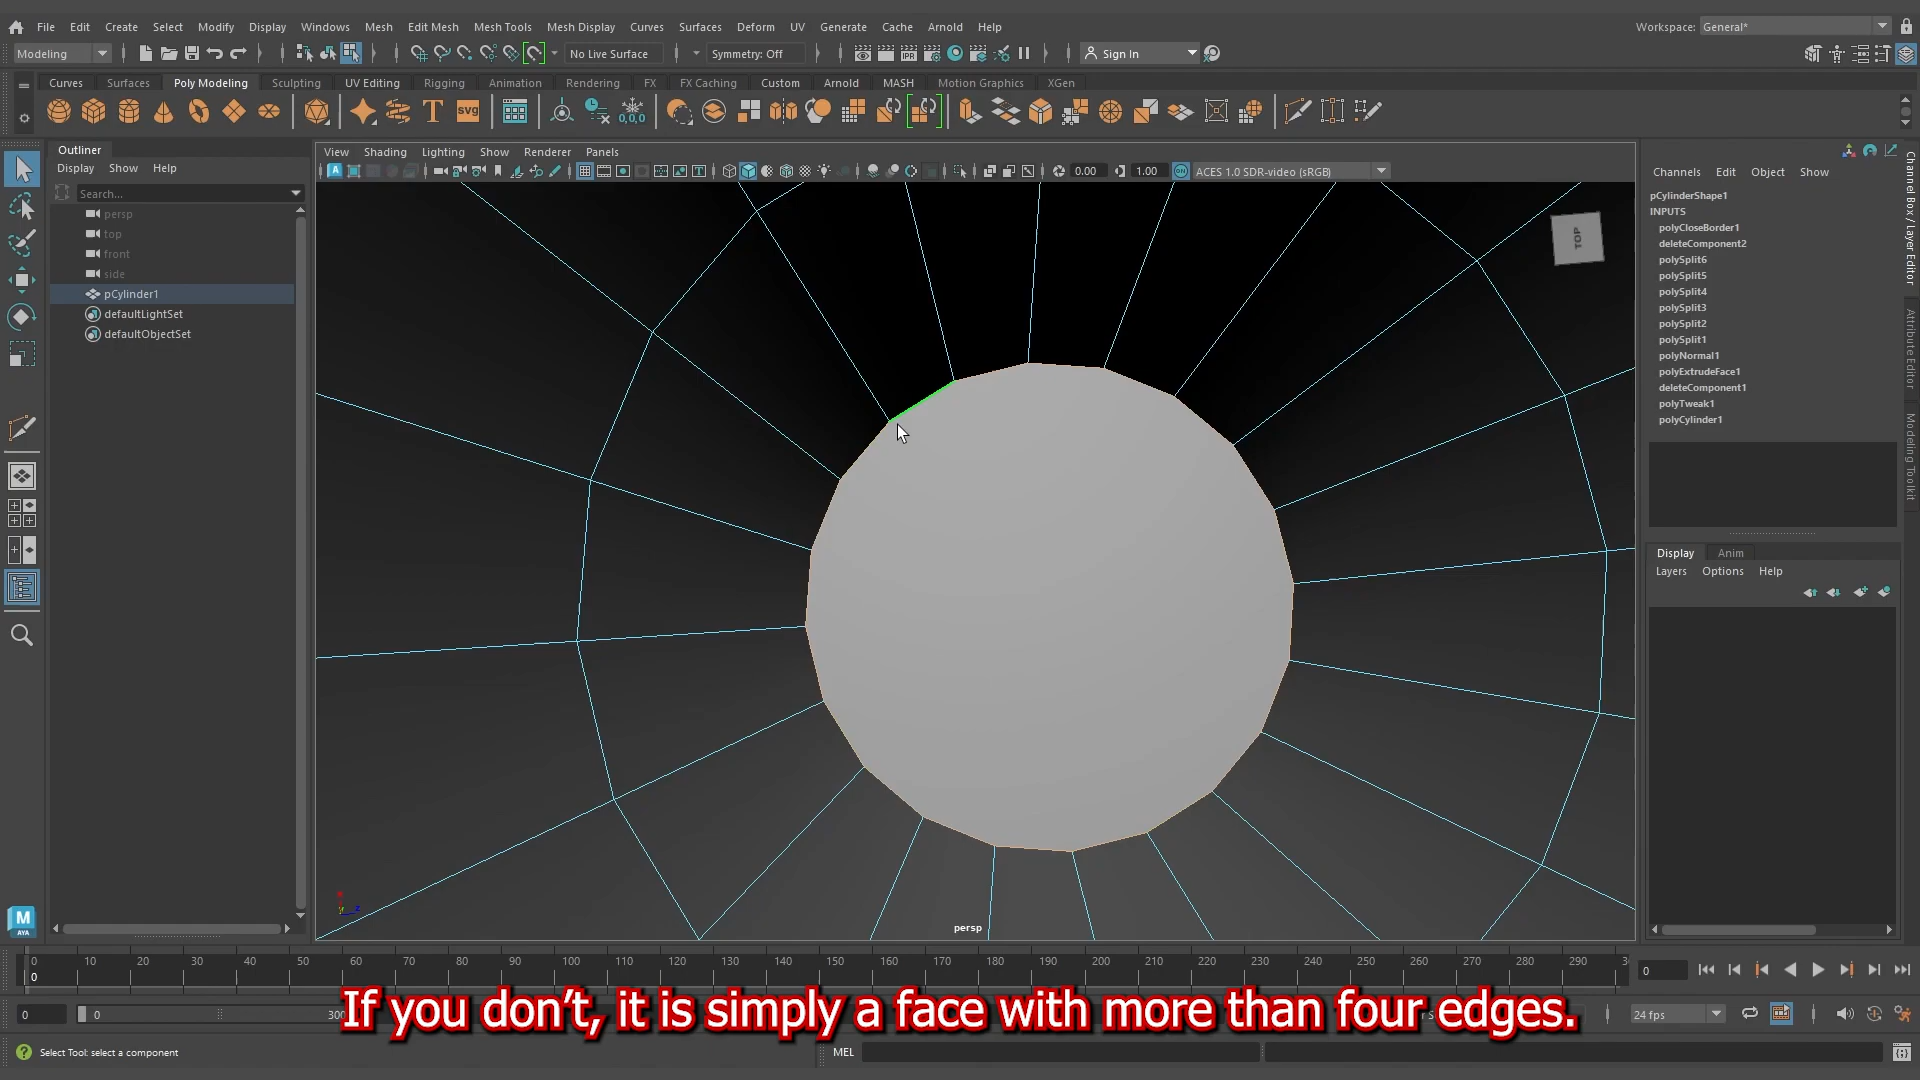 File Edit Create Select Modify Display Windows Mesh Edit Mesh Mesh Tools Mesh Display Curves Surfaces Deform UV Generate Cache Arnold Help
Workspace: General*
Modeling
No Live Surface
Symmetry: Off
Sign In
Curves Surfaces Poly Modeling Sculpting UV Editing Rigging Animation Rendering FX FX Caching Custom Arnold MASH Motion Graphics XGen
Outliner
Display Show Help
Search...
persp
top
front
side
pCylinder1
defaultLightSet
defaultObjectSet
View Shading Lighting Show Renderer Panels
0.00
1.00
ACES 1.0 SDR-video (sRGB)
TOP
persp
Channels Edit Object Show
pCylinderShape1
INPUTS
polyCloseBorder1
deleteComponent2
polySplit6
polySplit5
polySplit4
polySplit3
polySplit2
polySplit1
polyNormal1
polyExtrudeFace1
deleteComponent1
polyTweak1
polyCylinder1
Channel Box / Layer Editor
Attribute Editor
Modeling Toolkit
Display Anim
Layers Options Help
0 10 20 30 40 50 60 70 80 90 100 110 120 130 140 150 160 170 180 190 200 210 220 230 240 250 260 270 280 290
0
0
0
0
300
24 fps
If you don't, it is simply a face with more than four edges.
Select Tool: select a component
MEL